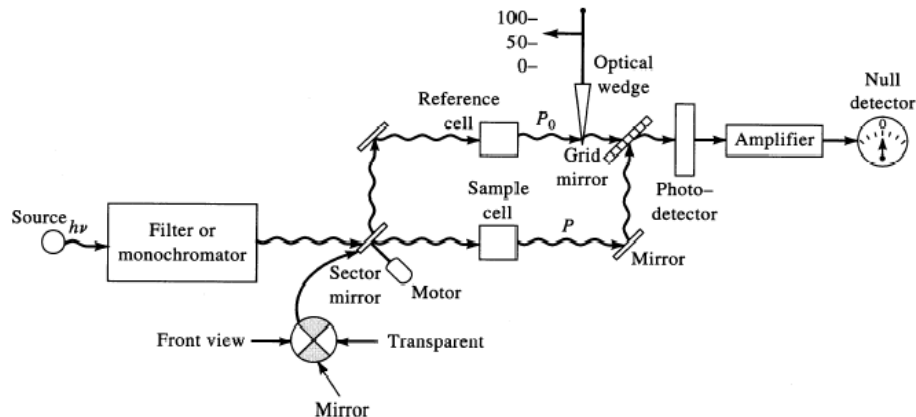 100–
50–
0–
Optical
wedge
Null
detector
Reference
cell
P₀
Grid
mirror
Amplifier
0
Photo–
detector
Source
hν
Filter or
monochromator
Sample
cell
P
Mirror
Sector
mirror
Motor
Front view
Transparent
Mirror